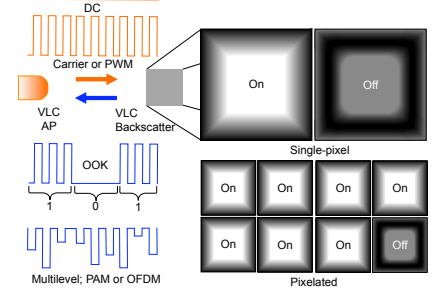 DC
Carrier or PWM
VLC
AP
VLC
Backscatter
OOK
1 0 1
Multilevel; PAM or OFDM
On Off
Single-pixel
On On On On
On On On Off
Pixelated